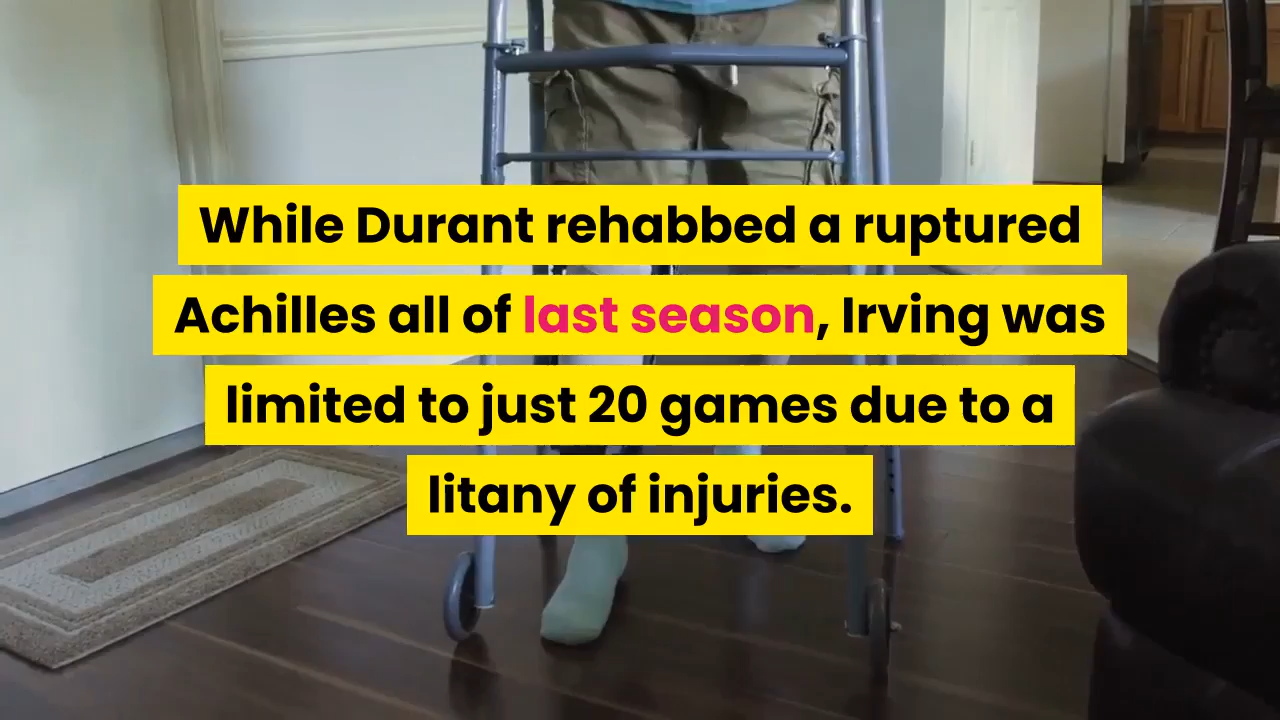 While Durant rehabbed a ruptured
Achilles all of last season, Irving was
limited to just 20 games due to a
litany of injuries.